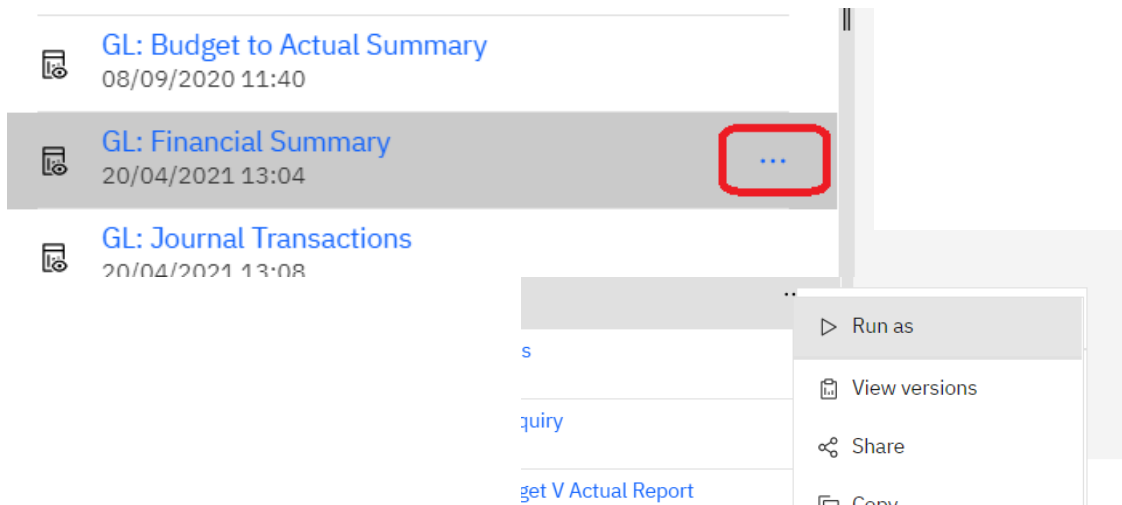 GL: Budget to Actual Summary
08/09/2020 11:40
GL: Financial Summary
20/04/2021 13:04
...
GL: Journal Transactions
20/04/2021 13:08
Run as
s
View versions
quiry
Share
get V Actual Report
Copy